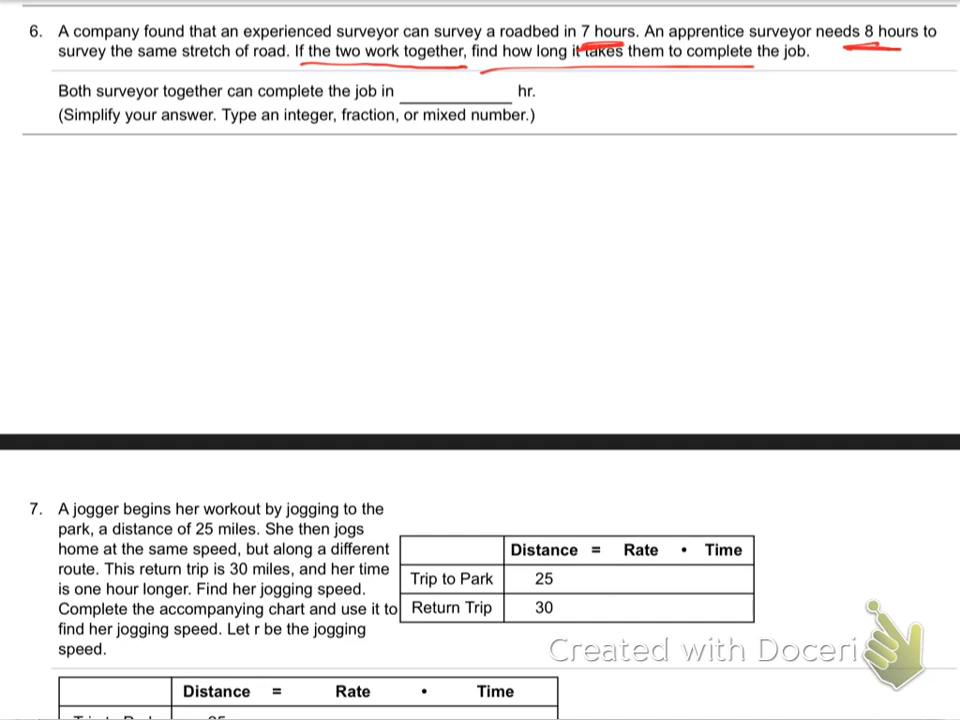 6. A company found that an experienced surveyor can survey a roadbed in 7 hours. An apprentice surveyor needs 8 hours to
survey the same stretch of road. If the two work together, find how long it takes them to complete the job.
Both surveyor together can complete the job in ____________ hr.
(Simplify your answer. Type an integer, fraction, or mixed number.)
7. A jogger begins her workout by jogging to the
park, a distance of 25 miles. She then jogs
home at the same speed, but along a different
route. This return trip is 30 miles, and her time
is one hour longer. Find her jogging speed.
Complete the accompanying chart and use it to
find her jogging speed. Let r be the jogging
speed.
Distance = Rate • Time
Trip to Park 25
Return Trip 30
Created with Doceri
Distance = Rate • Time